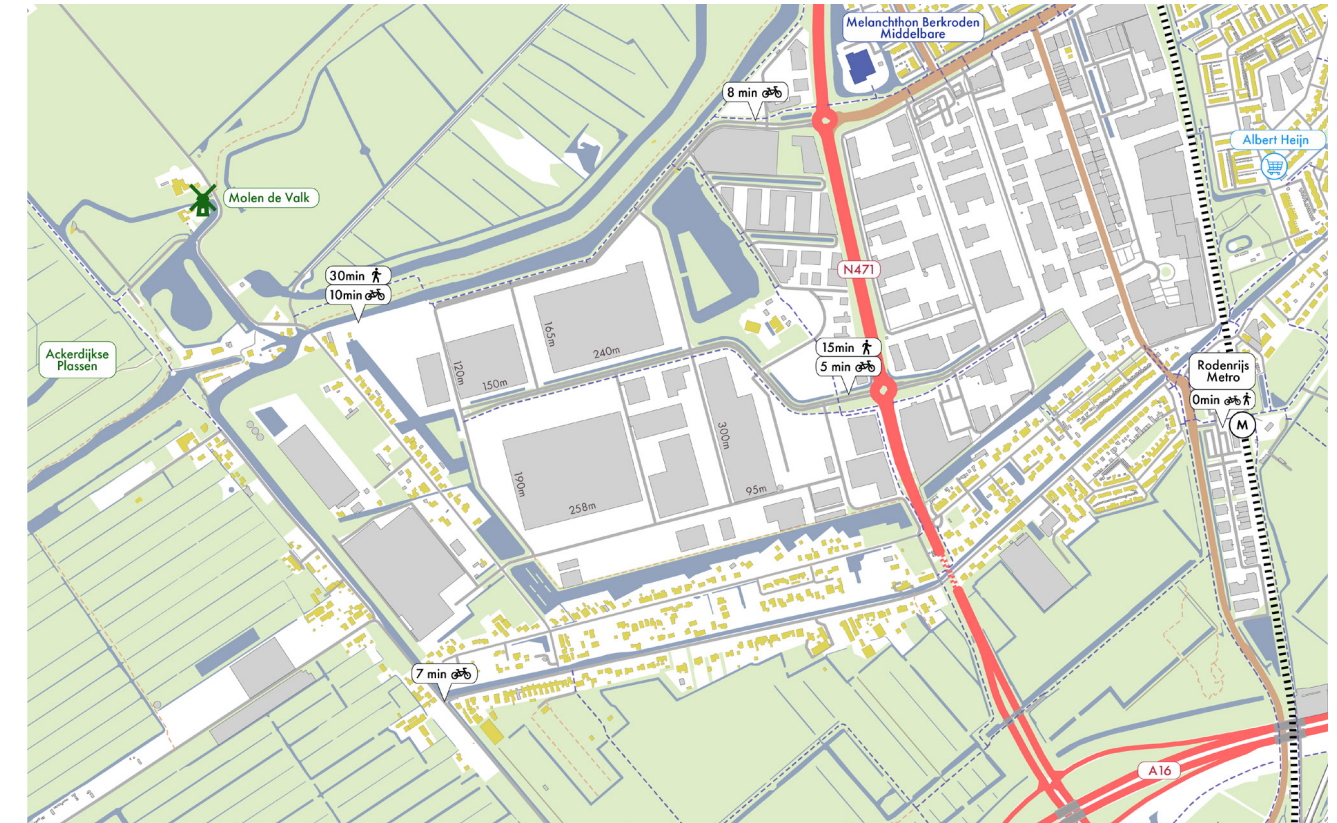 Melanchthon Berkroden
Middelbare
8 min
Albert Heijn
Molen de Valk
N471
30min
10min
165m
240m
120m
150m
Ackerdijkse
Plassen
15min
5 min
Rodenrijs
Metro
0min
M
300m
190m
95m
258m
7 min
A16